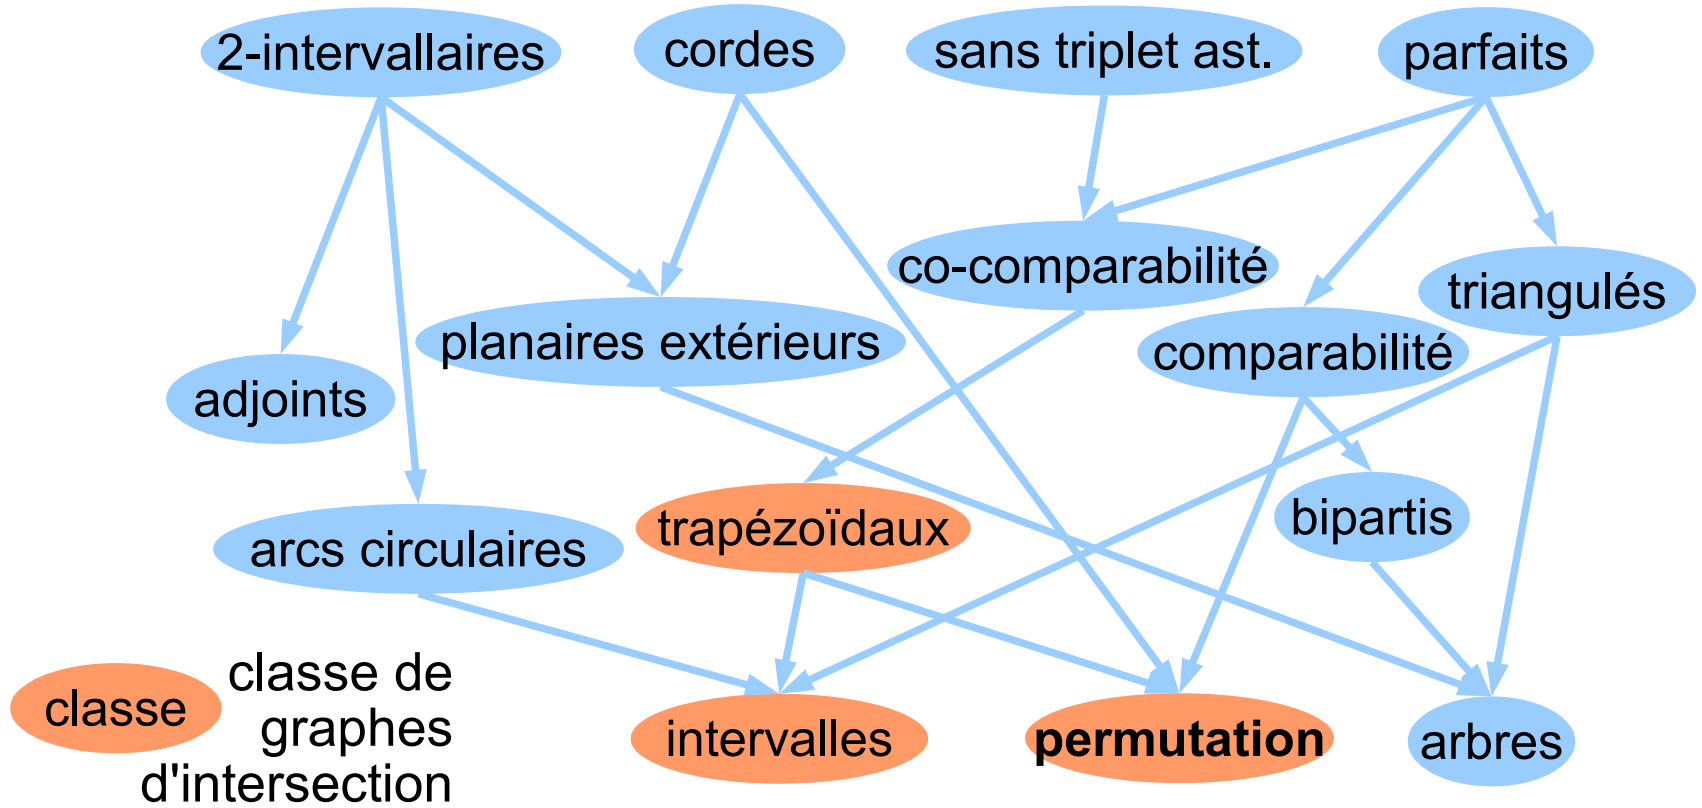 2-intervallaires
cordes
sans triplet ast.
parfaits
co-comparabilité
triangulés
planaires extérieurs
comparabilité
adjoints
bipartis
trapézoïdaux
arcs circulaires
classe
classe de
graphes
d'intersection
intervalles
permutation
arbres